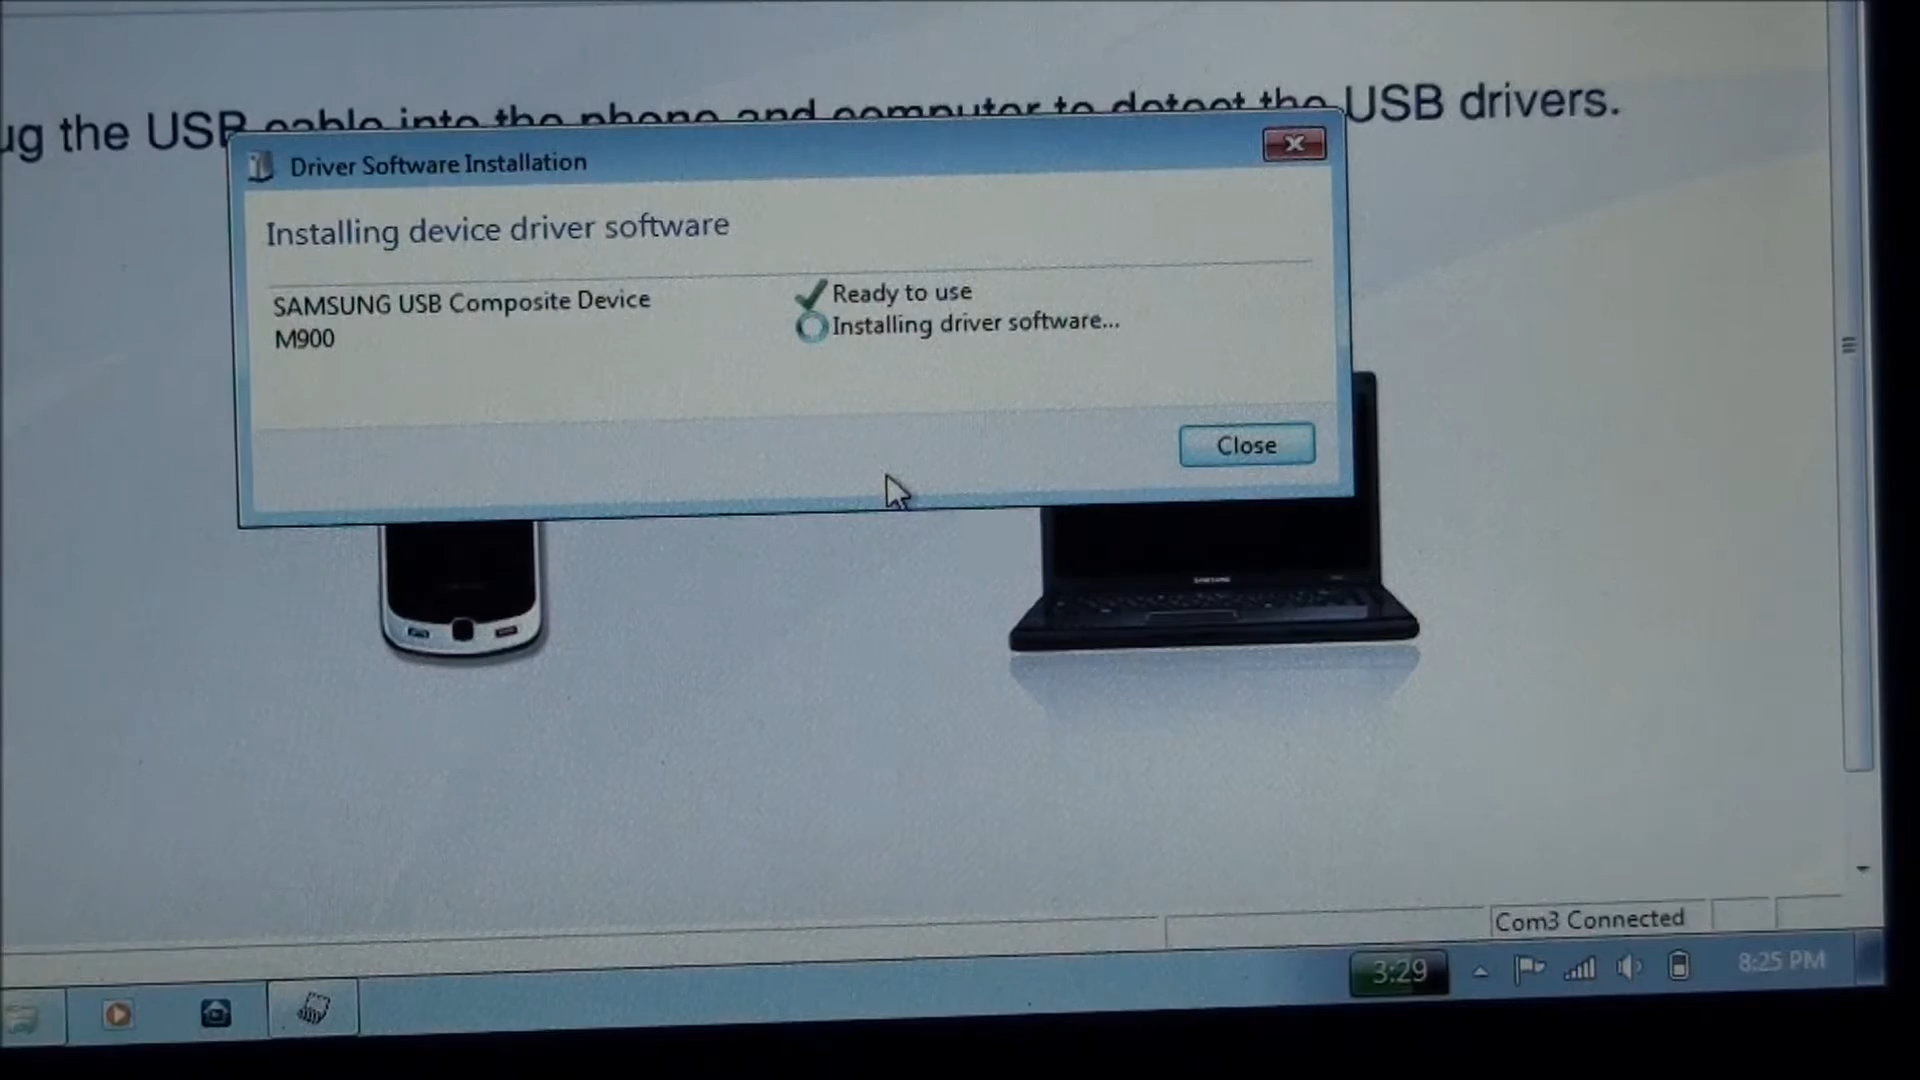 ug the USB cable into the phone and computer to detect the USB drivers.
Driver Software Installation
Installing device driver software
SAMSUNG USB Composite Device
Ready to use
M900
Installing driver software...
Close
SAMSUNG
Com3 Connected
3:29
8:25 PM